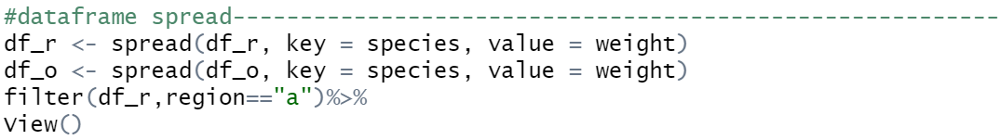 #dataframe spread---------------------------------------------------------
df_r <- spread(df_r, key = species, value = weight)
df_o <- spread(df_o, key = species, value = weight)
filter(df_r,region=="a")%>%
View()